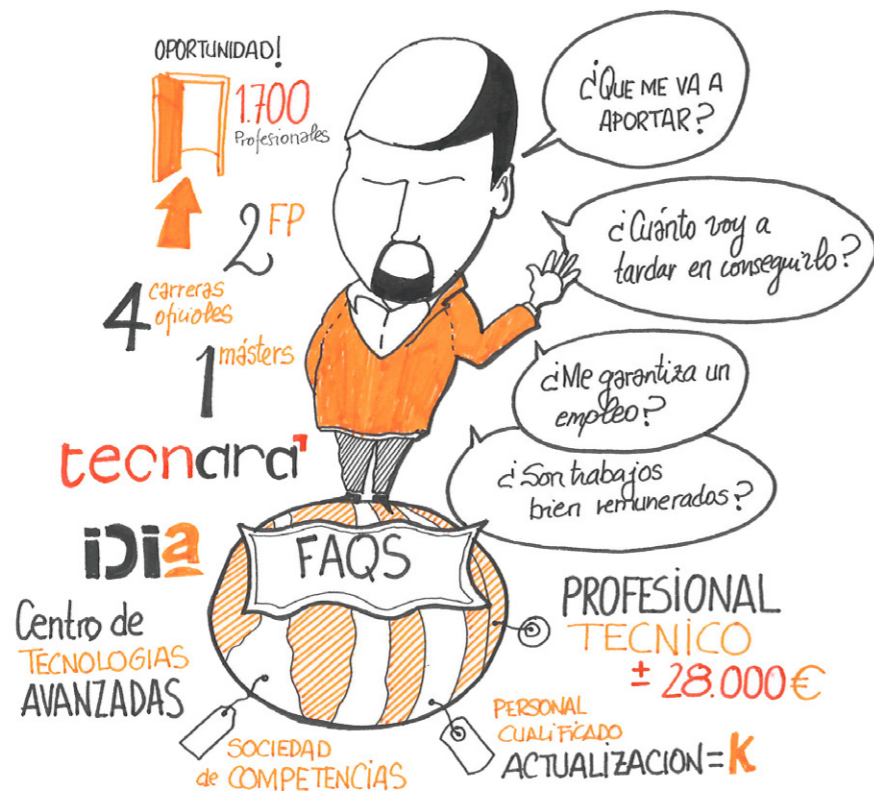 OPORTUNIDAD!
1.700
Profesionales
2 FP
4 carreras
oficiales
1 másters
tecnara
iDia
Centro de
TECNOLOGIAS
AVANZADAS
¿QUE ME VA A
APORTAR?
¿Cuánto voy a
tardar en conseguirlo?
¿Me garantiza un
empleo?
¿Son trabajos
bien remunerados?
FAQS
PROFESIONAL
TECNICO
± 28.000€
SOCIEDAD
de COMPETENCIAS
PERSONAL
CUALIFICADO
ACTUALIZACION=K